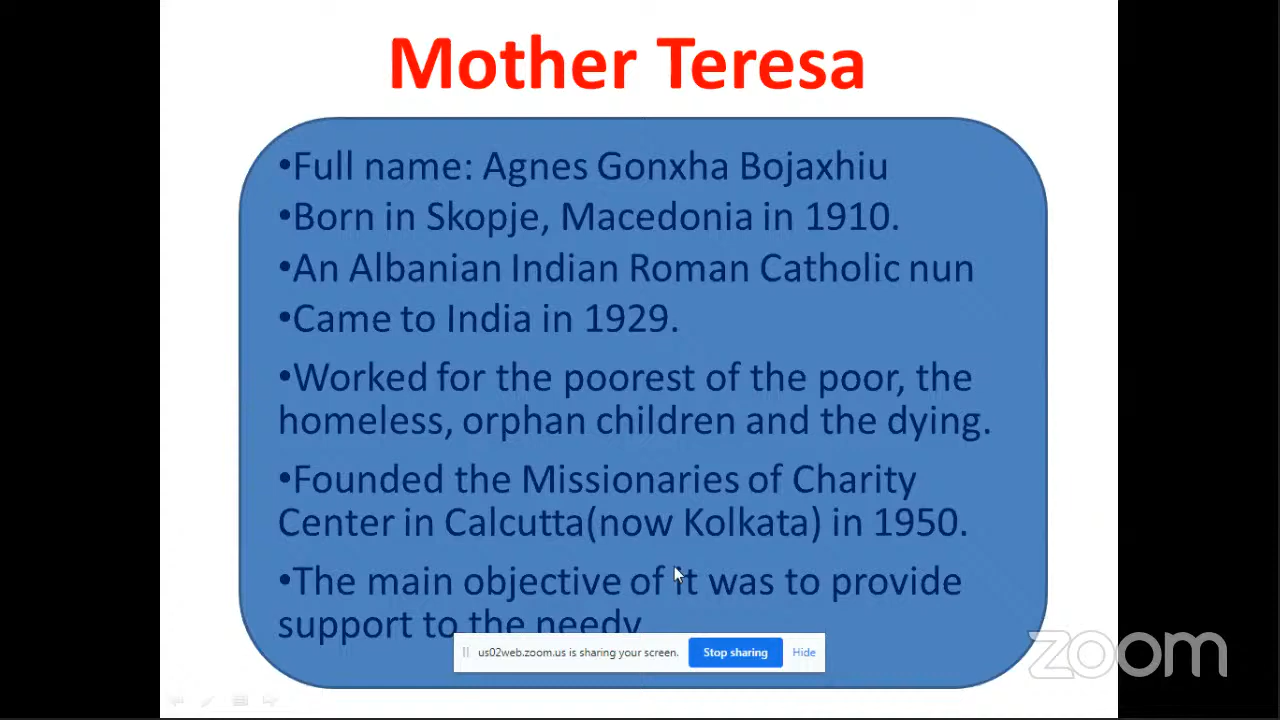 Mother Teresa
•Full name: Agnes Gonxha Bojaxhiu
•Born in Skopje, Macedonia in 1910.
•An Albanian Indian Roman Catholic nun
•Came to India in 1929.
•Worked for the poorest of the poor, the
homeless, orphan children and the dying.
•Founded the Missionaries of Charity
Center in Calcutta(now Kolkata) in 1950.
•The main objective of it was to provide
support to the needy
us02web.zoom.us is sharing your screen. Stop sharing Hide
zoom